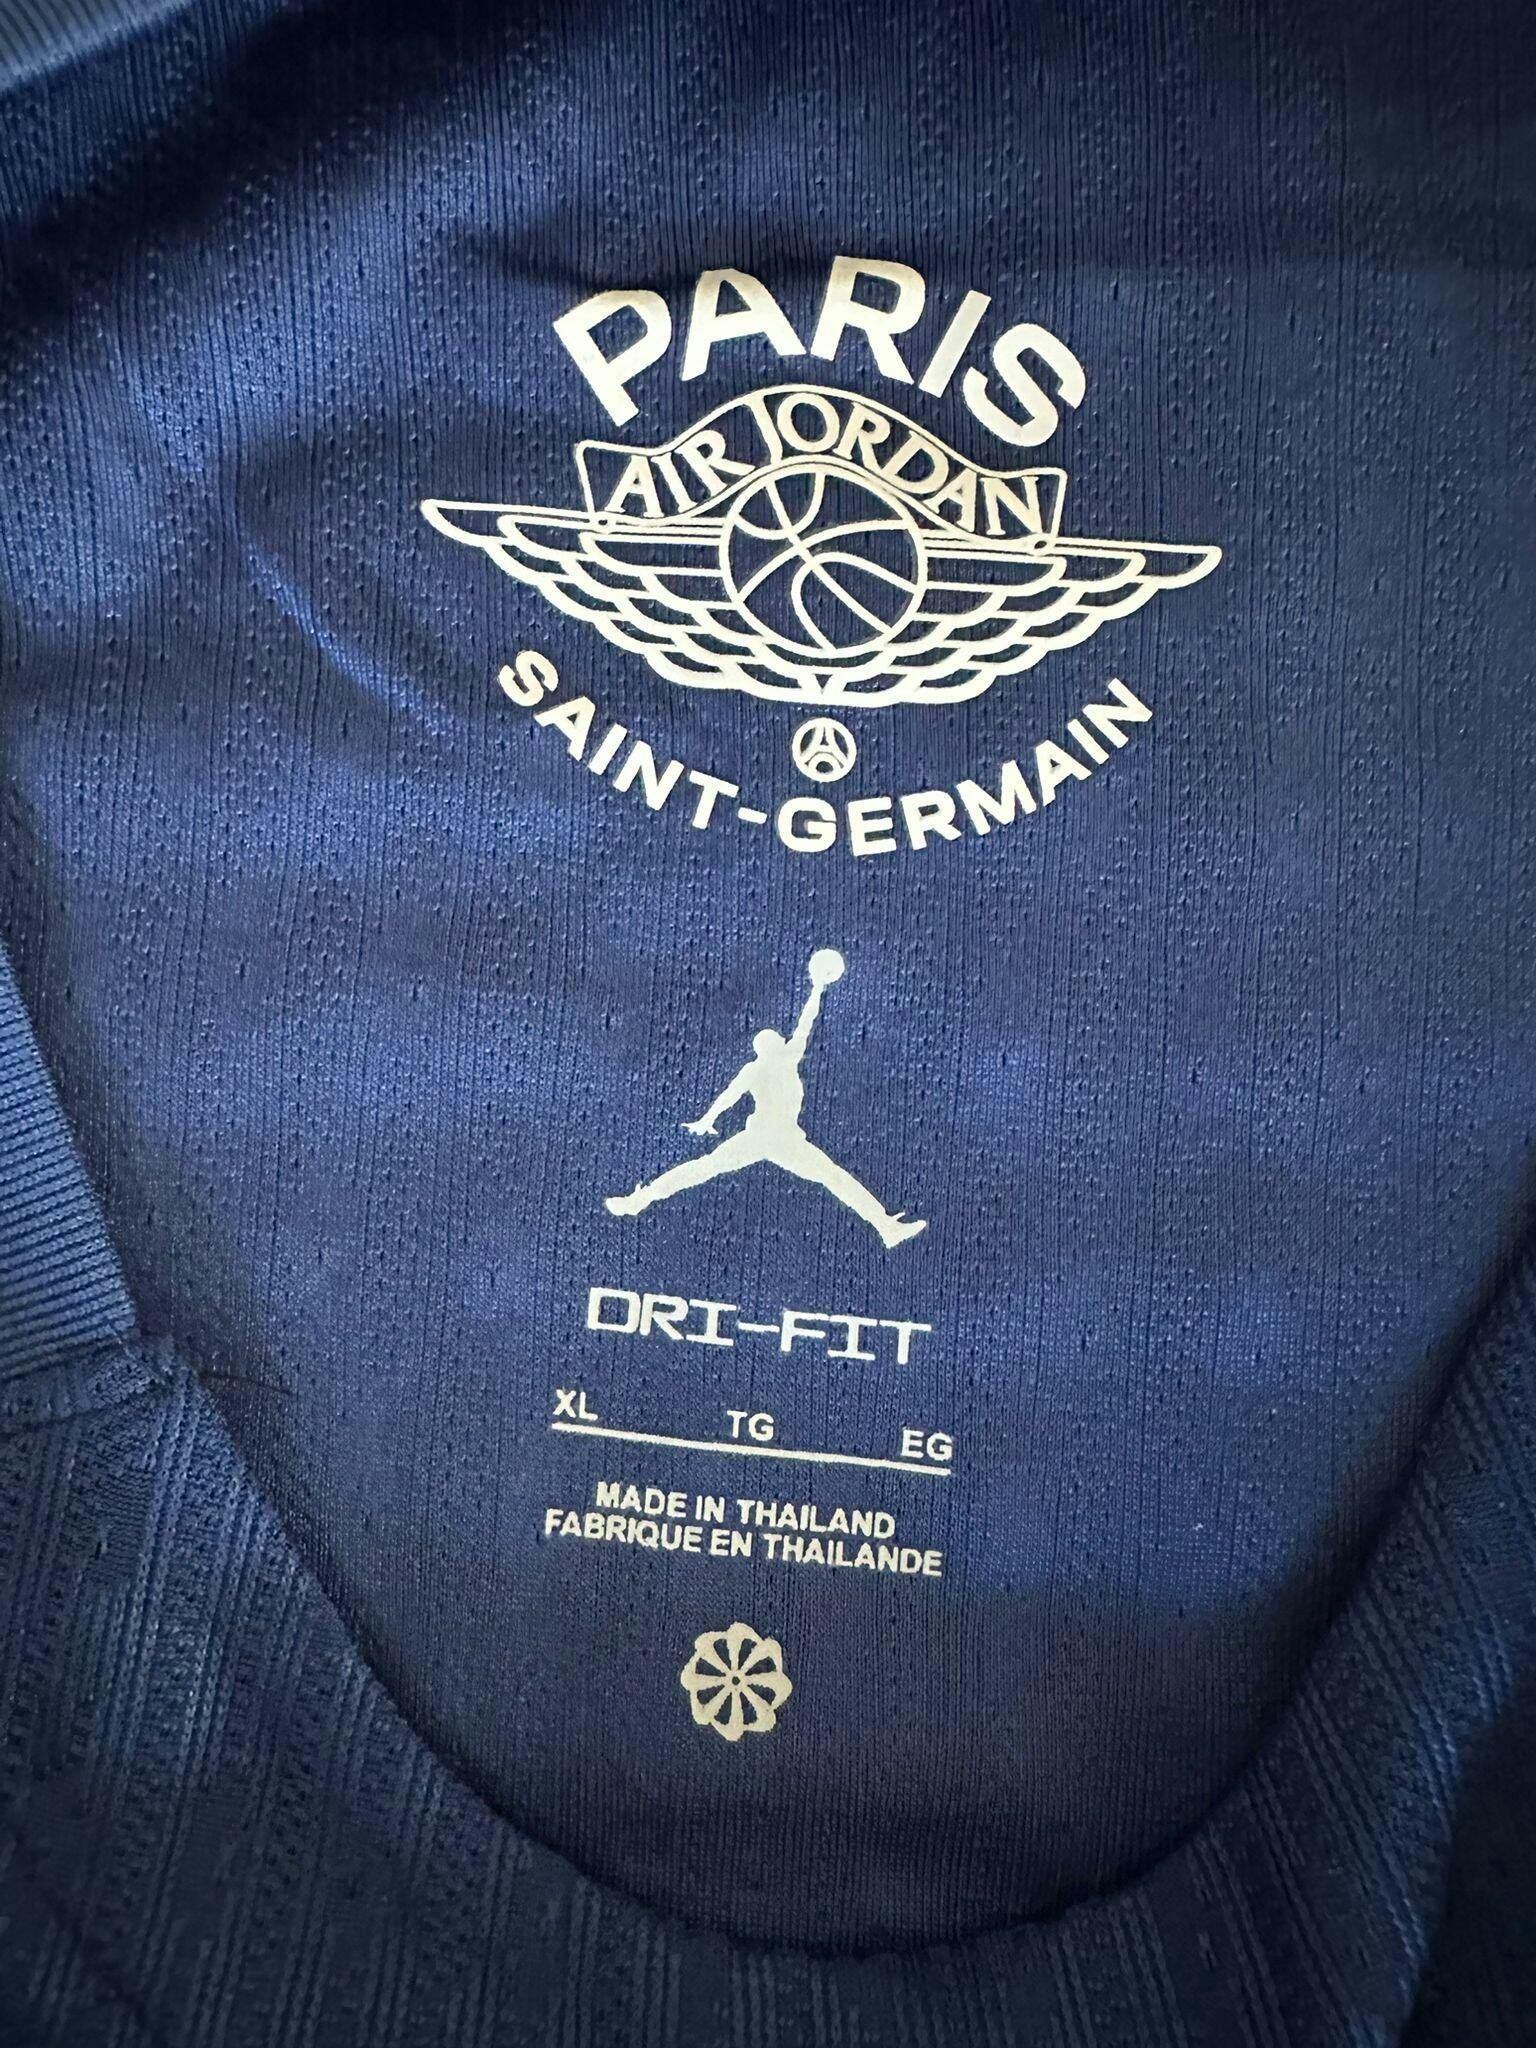 PARIS
AIR JORDAN
SAINT-GERMAIN
DRI-FIT
XL TG EG
MADE IN THAILAND
FABRIQUE EN THAILANDE